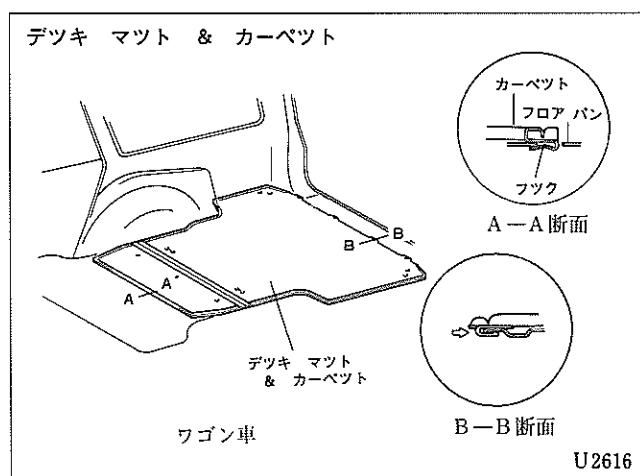 デツキ マツト & カーペツト
カーペツト
フロア パン
フツク
A－A断面
B
B
A
A
デツキ マツト
& カーペツト
B－B断面
ワゴン車
U2616